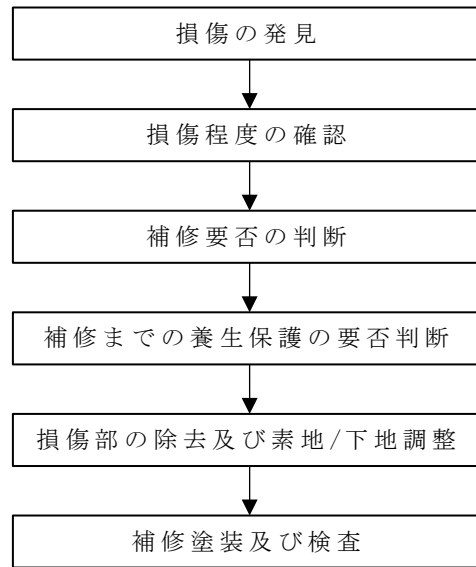 損傷の発見
損傷程度の確認
補修要否の判断
補修までの養生保護の要否判断
損傷部の除去及び素地/下地調整
補修塗装及び検査